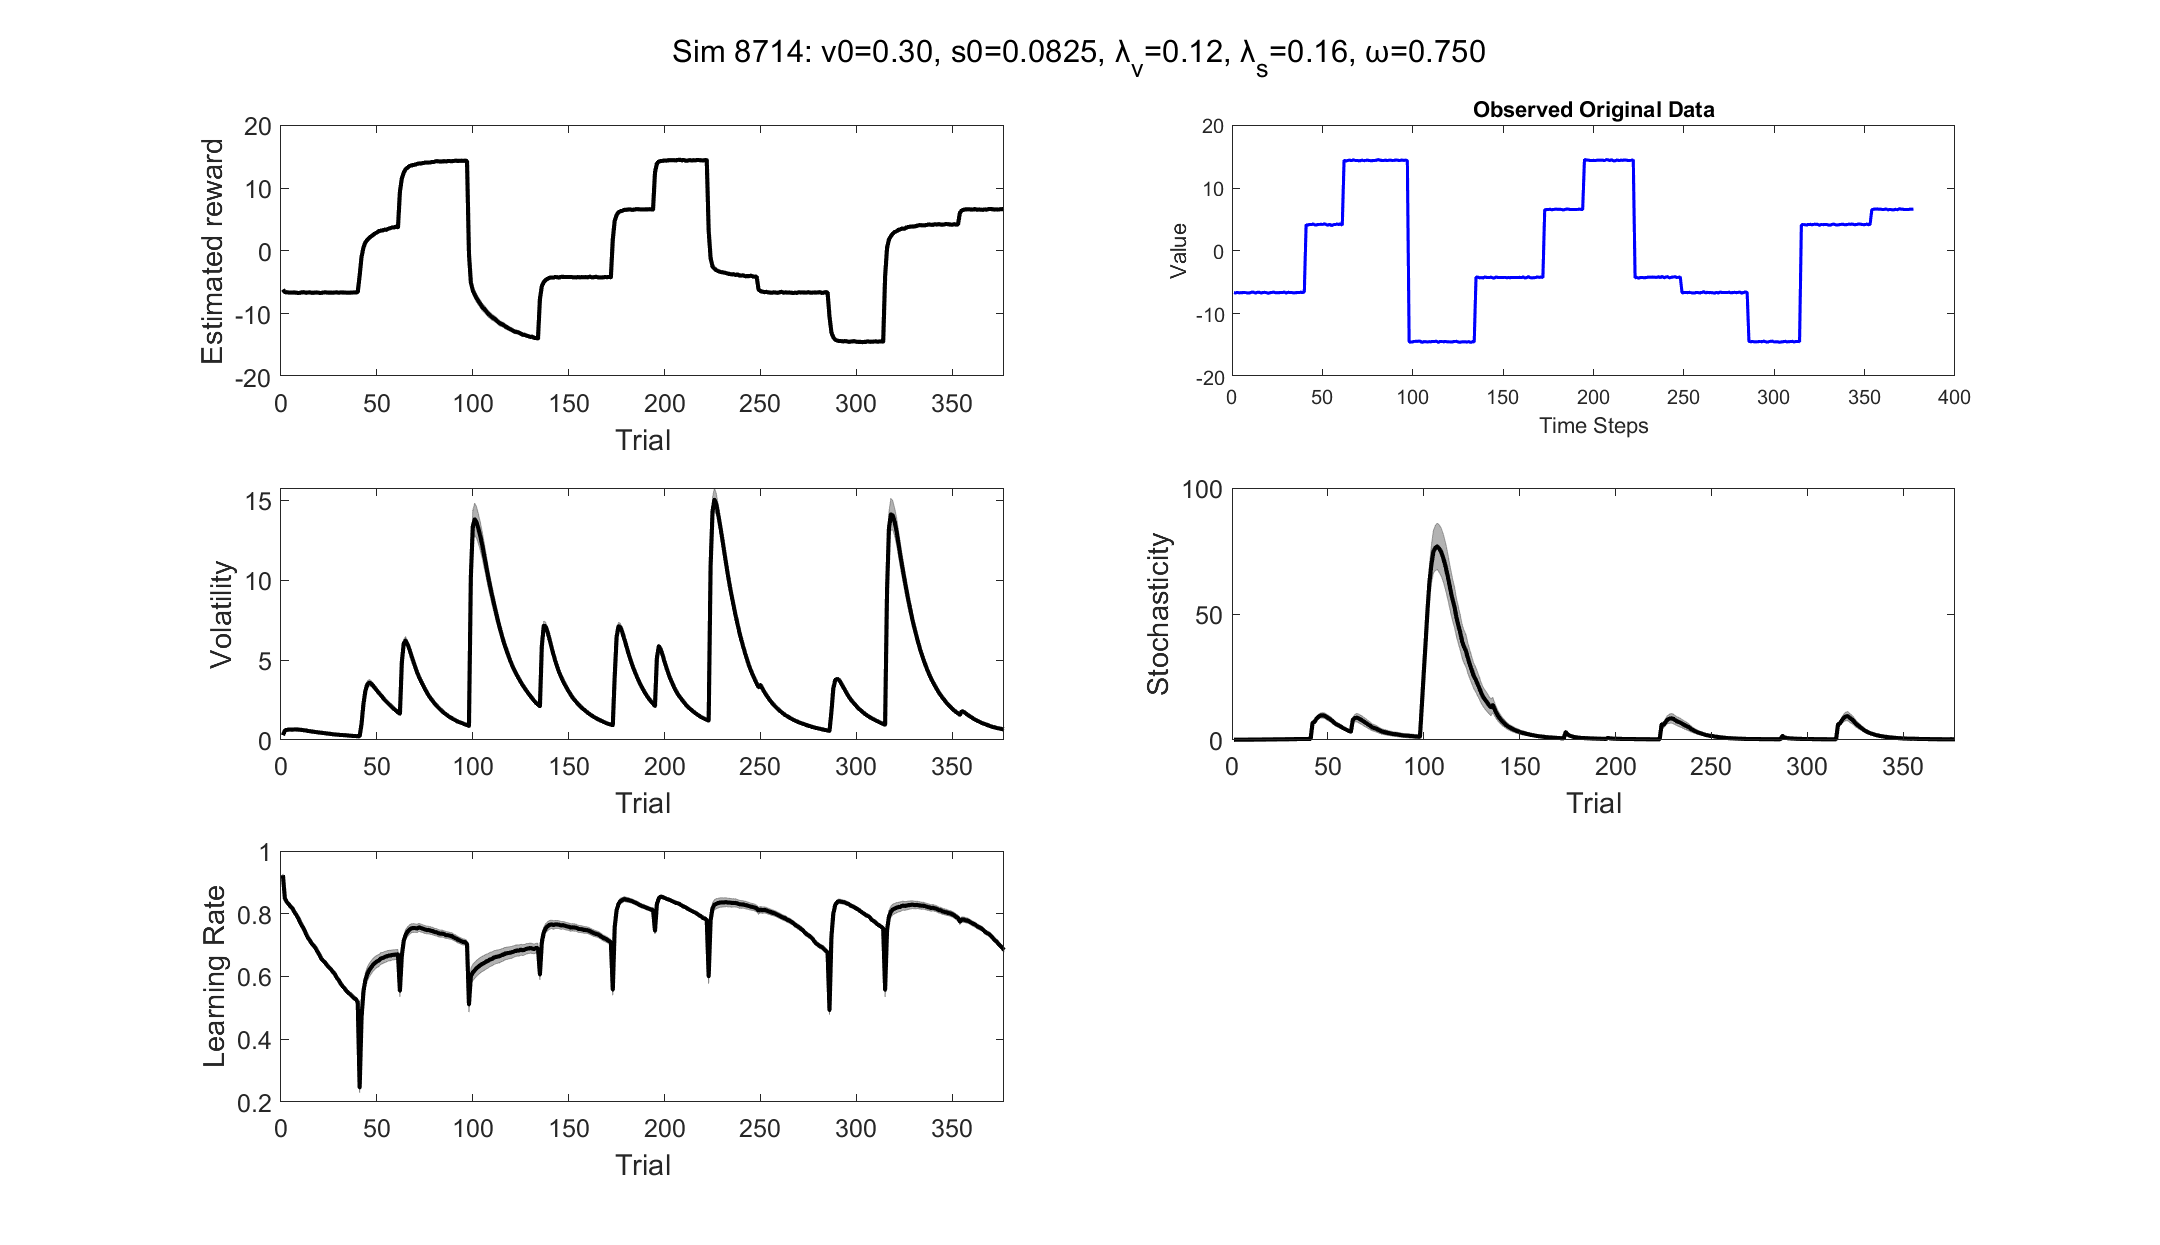 Sim 8714: v0=0.30, s0=0.0825, λ_v=0.12, λ_s=0.16, ω=0.750
Estimated reward
20
10
0
-10
-20
0 50 100 150 200 250 300 350
Trial
Observed Original Data
Value
20
10
0
-10
-20
0 50 100 150 200 250 300 350 400
Time Steps
Volatility
15
10
5
0
0 50 100 150 200 250 300 350
Trial
Stochasticity
100
50
0
0 50 100 150 200 250 300 350
Trial
Learning Rate
1
0.8
0.6
0.4
0.2
0 50 100 150 200 250 300 350
Trial